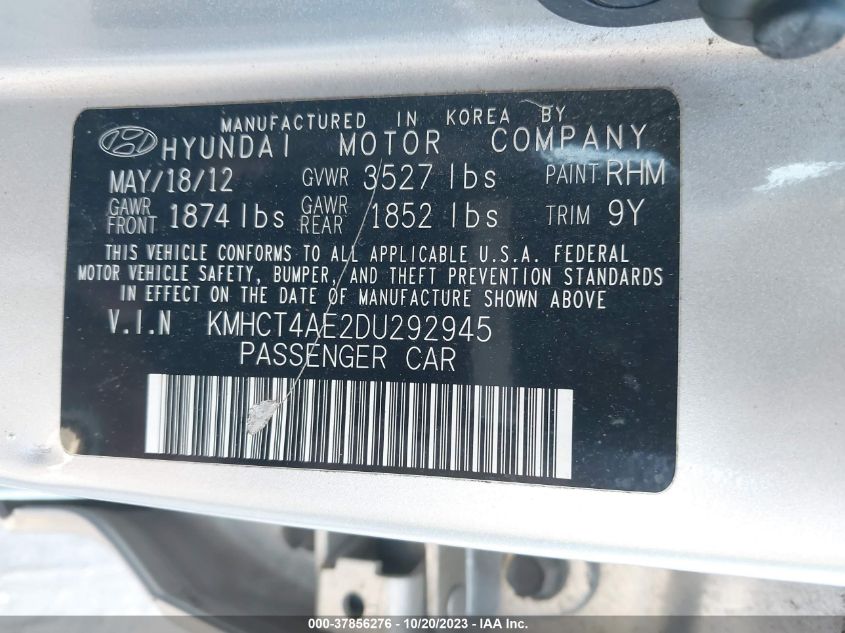 MANUFACTURED IN KOREA BY
HYUNDAI MOTOR COMPANY
MAY/18/12 GVWR 3527 lbs PAINT RHM
GAWR FRONT 1874 lbs GAWR REAR 1852 lbs TRIM 9Y
THIS VEHICLE CONFORMS TO ALL APPLICABLE U.S.A. FEDERAL
MOTOR VEHICLE SAFETY, BUMPER, AND THEFT PREVENTION STANDARDS
IN EFFECT ON THE DATE OF MANUFACTURE SHOWN ABOVE
V.I.N KMHCT4AE2DU292945
PASSENGER CAR
000-37856276 - 10/20/2023 - IAA Inc.